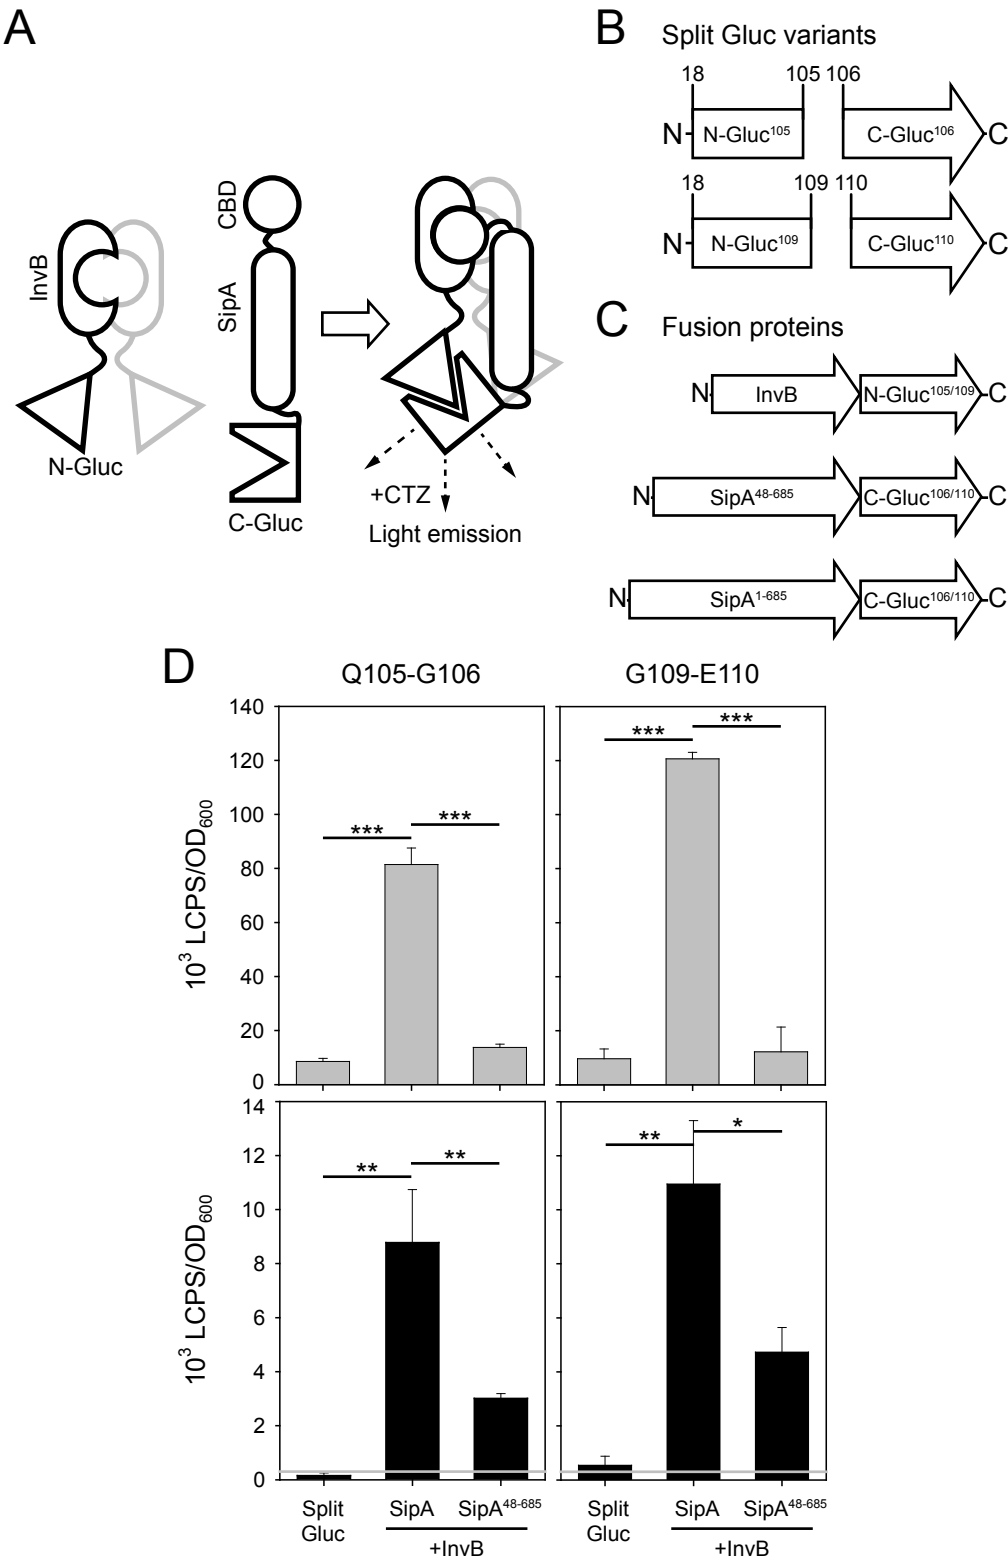 A
InvB
N-Gluc
CBD
SipA
C-Gluc
+CTZ
Light emission
B
Split Gluc variants
18 105 106
N N-Gluc¹⁰⁵ C-Gluc¹⁰⁶ C
18 109 110
N N-Gluc¹⁰⁹ C-Gluc¹¹⁰ C
C
Fusion proteins
N InvB N-Gluc¹⁰⁵/¹⁰⁹ C
N SipA⁴⁸⁻⁶⁸⁵ C-Gluc¹⁰⁶/¹¹⁰ C
N SipA¹⁻⁶⁸⁵ C-Gluc¹⁰⁶/¹¹⁰ C
D
Q105-G106
G109-E110
10³ LCPS/OD₆₀₀
140
120
100
80
60
40
20
0
*** ***
*** ***
10³ LCPS/OD₆₀₀
14
12
10
8
6
4
2
0
** **
** *
Split SipA SipA⁴⁸⁻⁶⁸⁵
Gluc
+InvB
Split SipA SipA⁴⁸⁻⁶⁸⁵
Gluc
+InvB